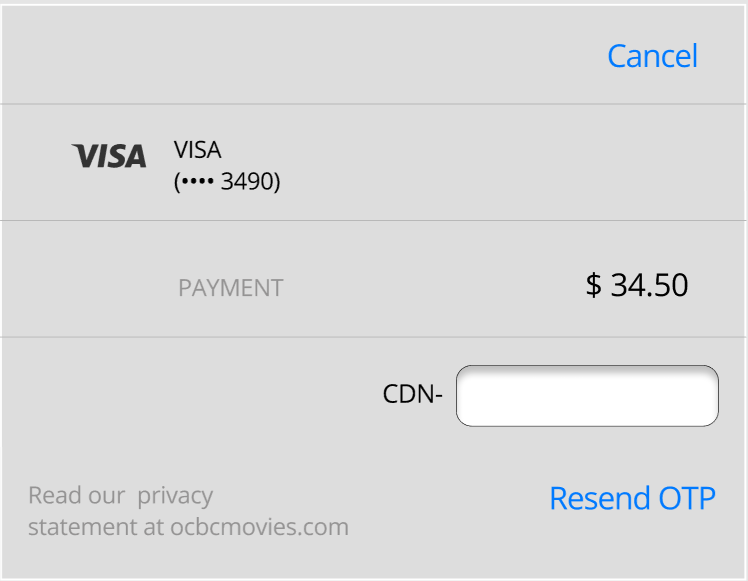 Cancel
VISA
VISA
(•••• 3490)
PAYMENT
$ 34.50
CDN-
Read our privacy
statement at ocbcmovies.com
Resend OTP